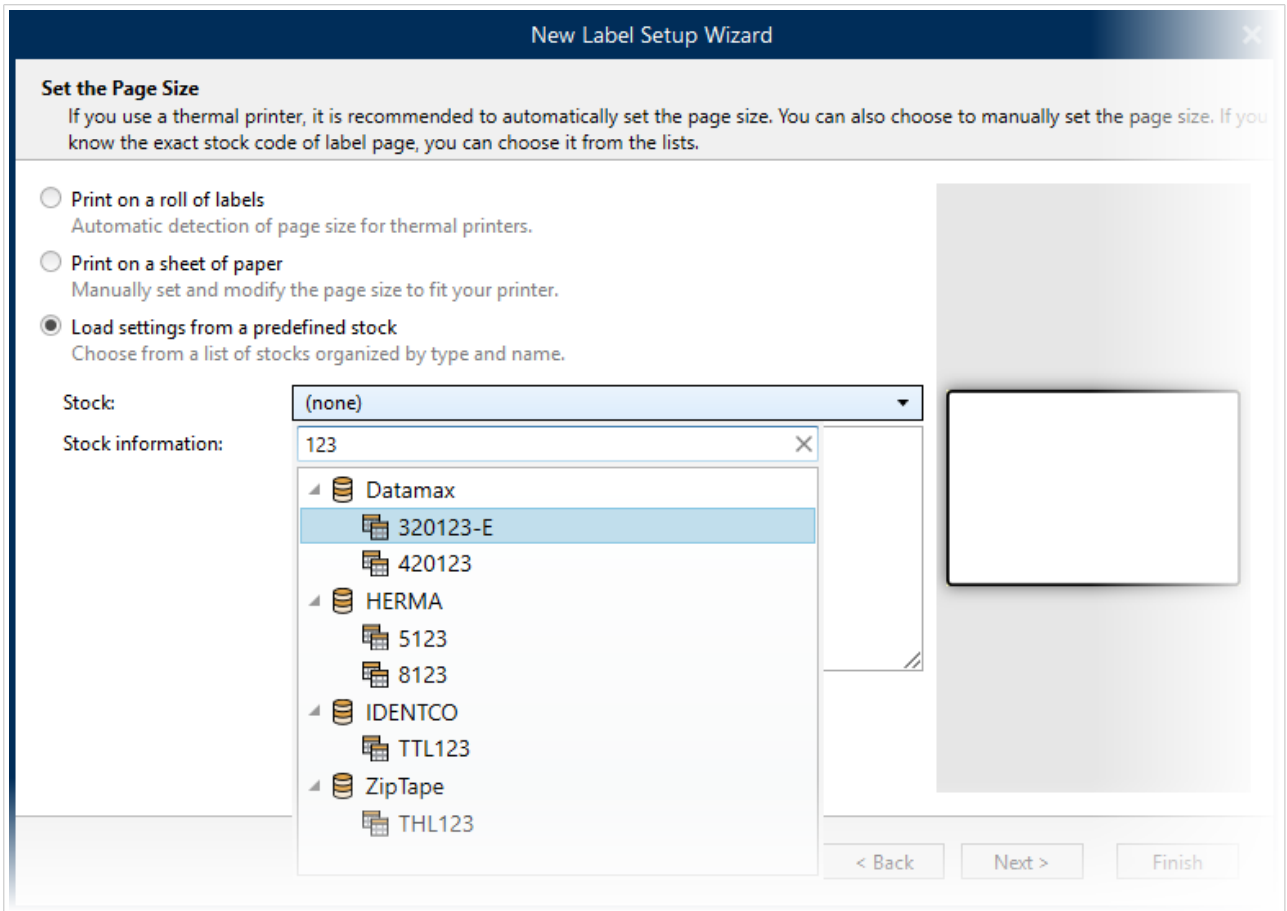 New Label Setup Wizard
Set the Page Size
If you use a thermal printer, it is recommended to automatically set the page size. You can also choose to manually set the page size. If you
know the exact stock code of label page, you can choose it from the lists.
Print on a roll of labels
Automatic detection of page size for thermal printers.
Print on a sheet of paper
Manually set and modify the page size to fit your printer.
Load settings from a predefined stock
Choose from a list of stocks organized by type and name.
Stock: (none)
Stock information: 123
Datamax
320123-E
420123
HERMA
5123
8123
IDENTCO
TTL123
ZipTape
THL123
< Back Next > Finish